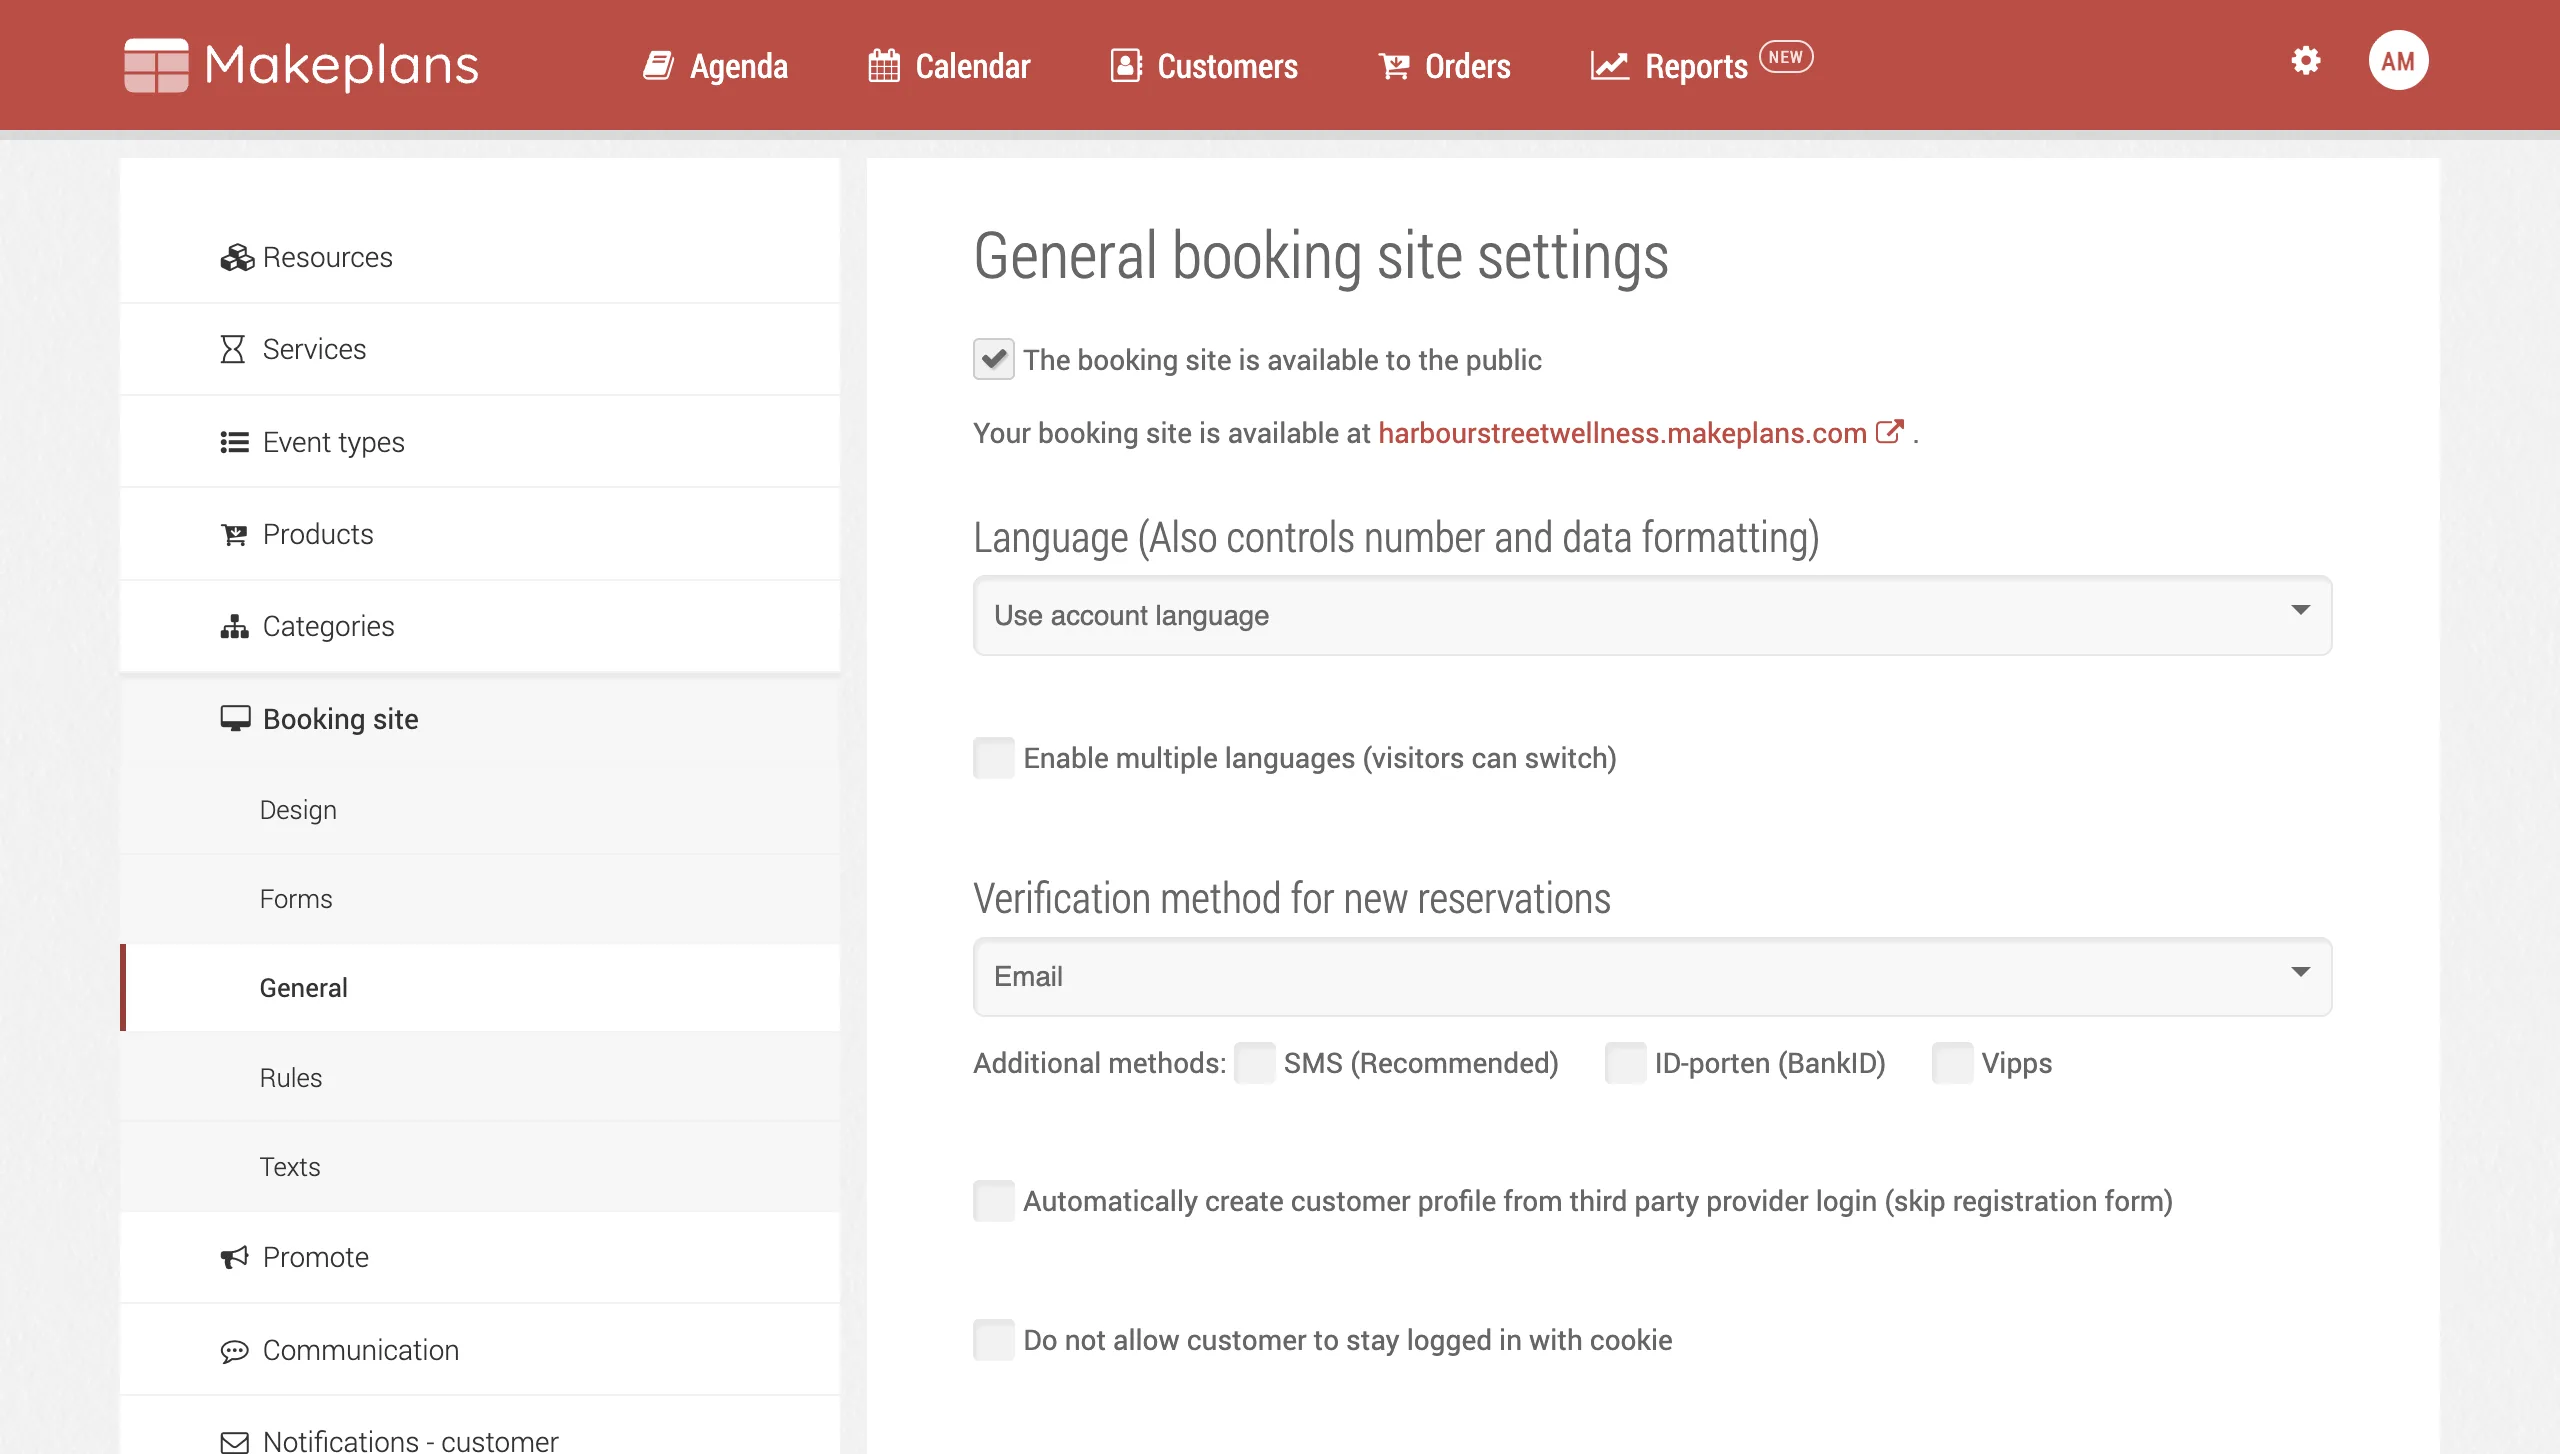 Makeplans
Agenda
Calendar
Customers
Orders
Reports NEW
AM
Resources
Services
Event types
Products
Categories
Booking site
Design
Forms
General
Rules
Texts
Promote
Communication
Notifications - customer
General booking site settings
The booking site is available to the public
Your booking site is available at harbourstreetwellness.makeplans.com .
Language (Also controls number and data formatting)
Use account language
Enable multiple languages (visitors can switch)
Verification method for new reservations
Email
Additional methods: SMS (Recommended) ID-porten (BankID) Vipps
Automatically create customer profile from third party provider login (skip registration form)
Do not allow customer to stay logged in with cookie